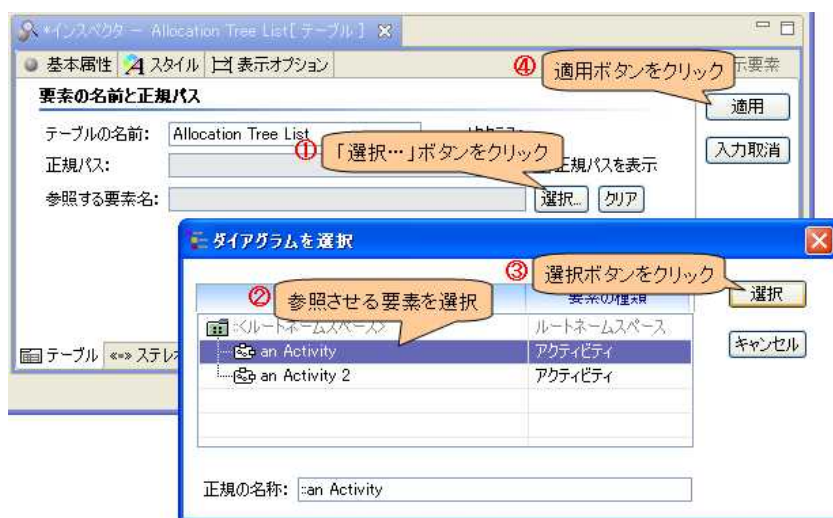 *インスペクター － Allocation Tree List[ テーブル ]
基本属性 スタイル 表示オプション
④ 適用ボタンをクリック 示要素
要素の名前と正規パス
適用
テーブルの名前: Allocation Tree List
① 「選択…」ボタンをクリック
入力取消
正規パス: 正規パスを表示
参照する要素名: 選択... クリア
ダイアグラムを選択
③ 選択ボタンをクリック
② 参照させる要素を選択 要素の種類
選択
::<ルートネームスペース> ルートネームスペース
テーブル «=» ステレオ
an Activity アクティビティ
キャンセル
an Activity 2 アクティビティ
正規の名称: ::an Activity